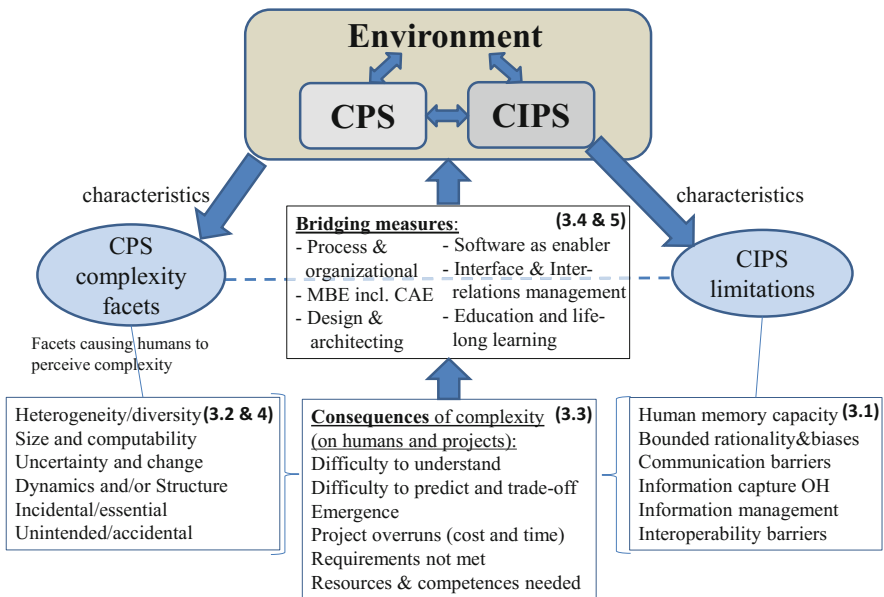 Environment
CPS
CIPS
characteristics
characteristics
CPS
complexity
facets
Bridging measures: (3.4 & 5)
- Process &
organizational
- MBE incl. CAE
- Design &
architecting
- Software as enabler
- Interface & Inter-
relations management
- Education and life-
long learning
CIPS
limitations
Facets causing humans to
perceive complexity
Heterogeneity/diversity (3.2 & 4)
Size and computability
Uncertainty and change
Dynamics and/or Structure
Incidental/essential
Unintended/accidental
Consequences of complexity (3.3)
(on humans and projects):
Difficulty to understand
Difficulty to predict and trade-off
Emergence
Project overruns (cost and time)
Requirements not met
Resources & competences needed
Human memory capacity (3.1)
Bounded rationality&biases
Communication barriers
Information capture OH
Information management
Interoperability barriers